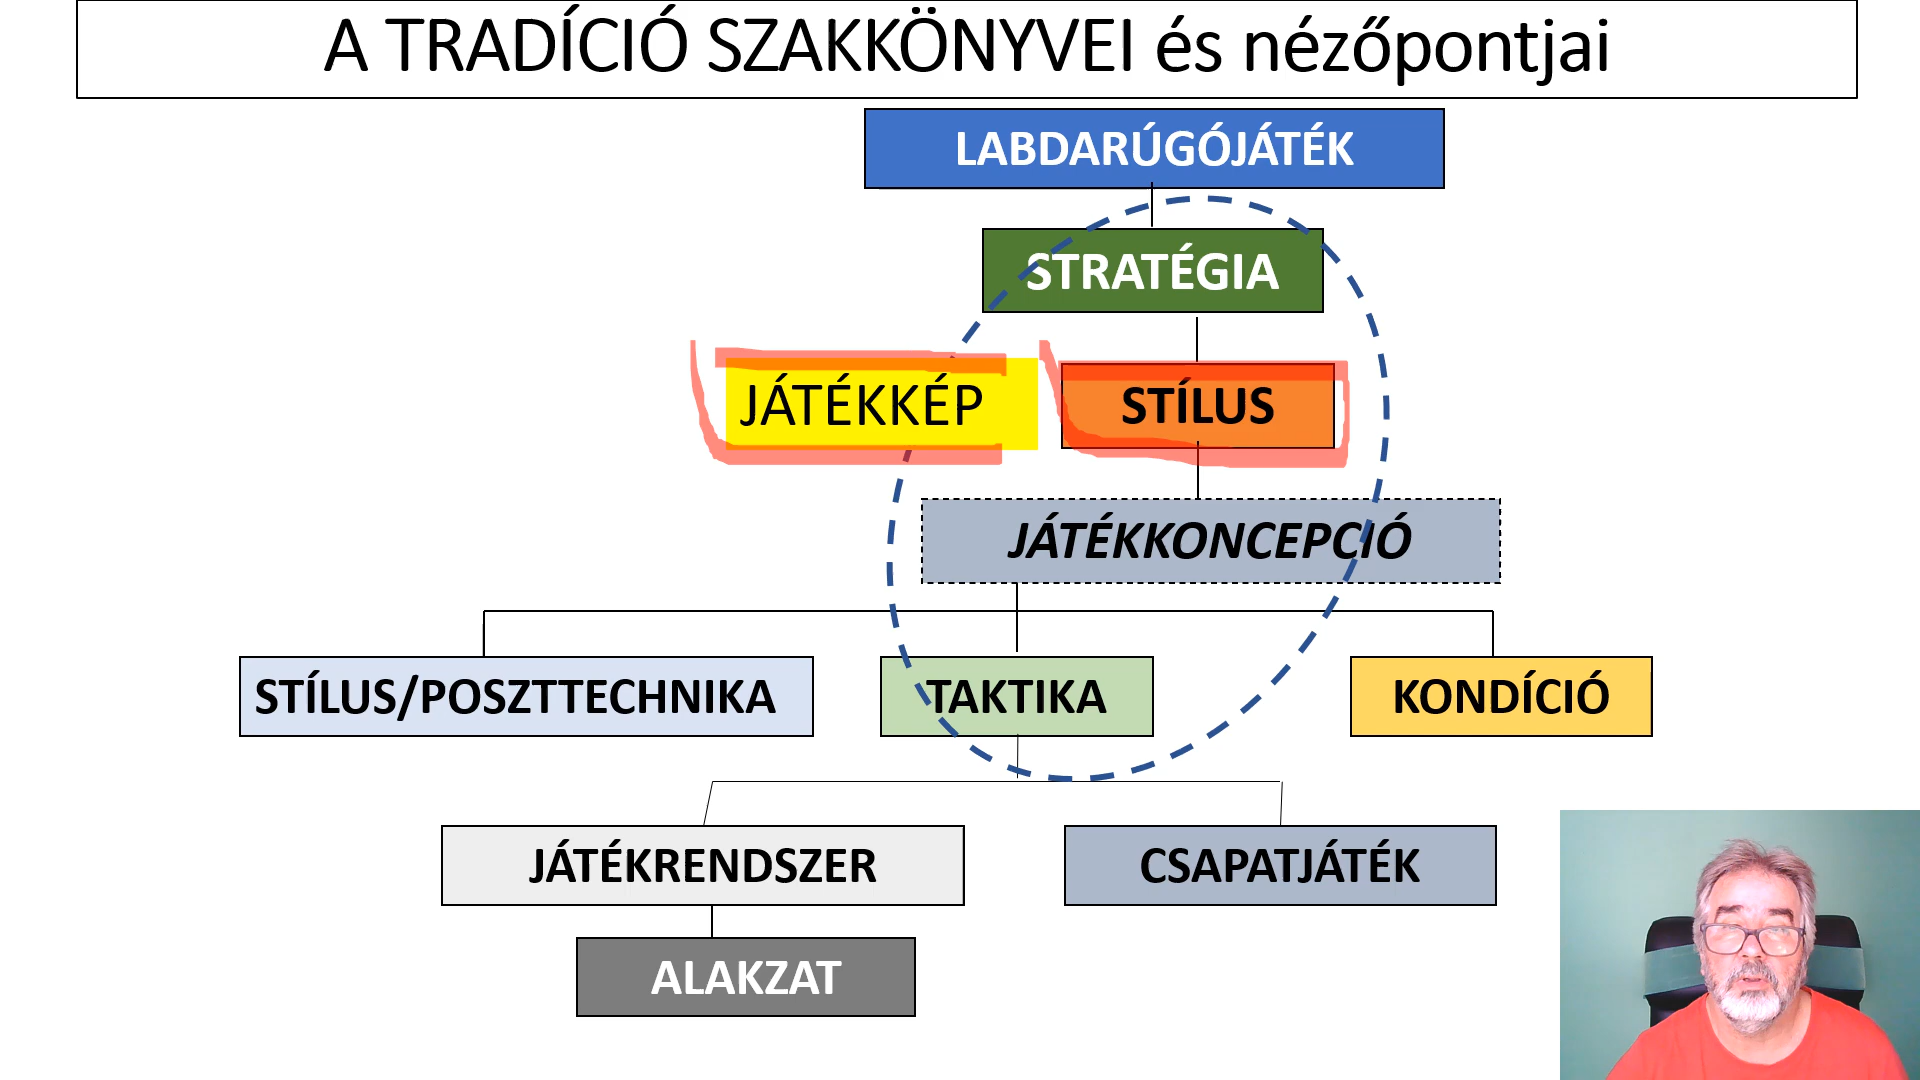 A TRADÍCIÓ SZAKKÖNYVEI és nézőpontjai
LABDARÚGÓJÁTÉK
STRATÉGIA
JÁTÉKKÉP
STÍLUS
JÁTÉKKONCEPCIÓ
STÍLUS/POSZTTECHNIKA
TAKTIKA
KONDÍCIÓ
JÁTÉKRENDSZER
CSAPATJÁTÉK
ALAKZAT